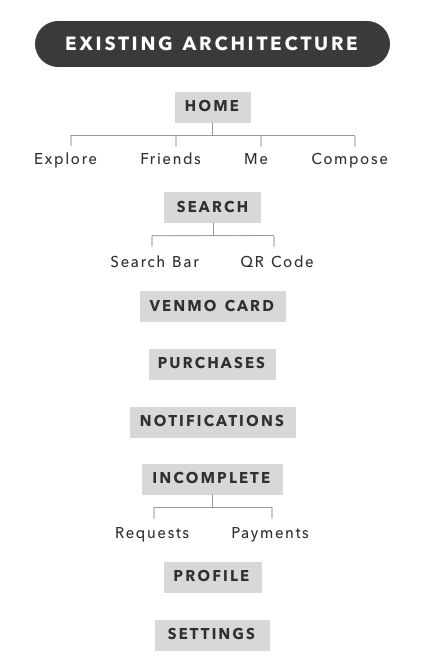 EXISTING ARCHITECTURE
HOME
Explore Friends Me Compose
SEARCH
Search Bar QR Code
VENMO CARD
PURCHASES
NOTIFICATIONS
INCOMPLETE
Requests Payments
PROFILE
SETTINGS